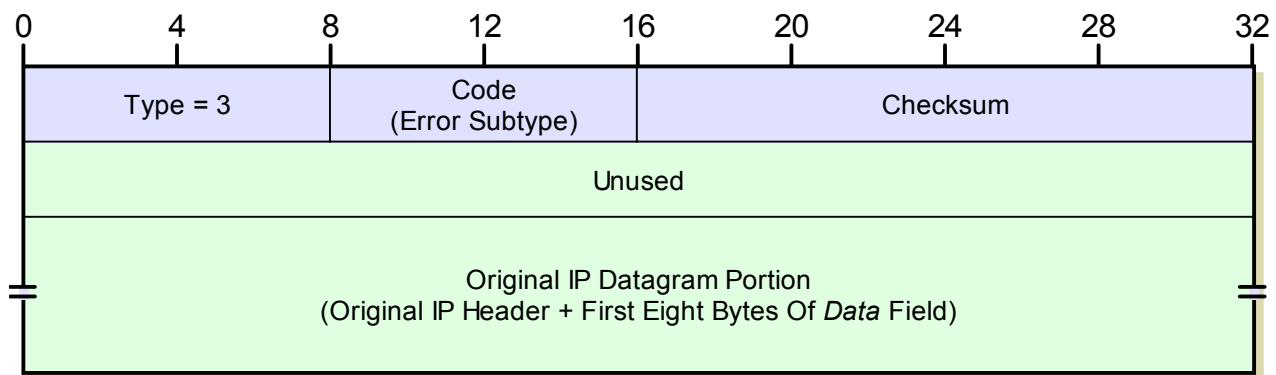 0 4 8 12 16 20 24 28 32
Type = 3
Code
(Error Subtype)
Checksum
Unused
Original IP Datagram Portion
(Original IP Header + First Eight Bytes Of Data Field)